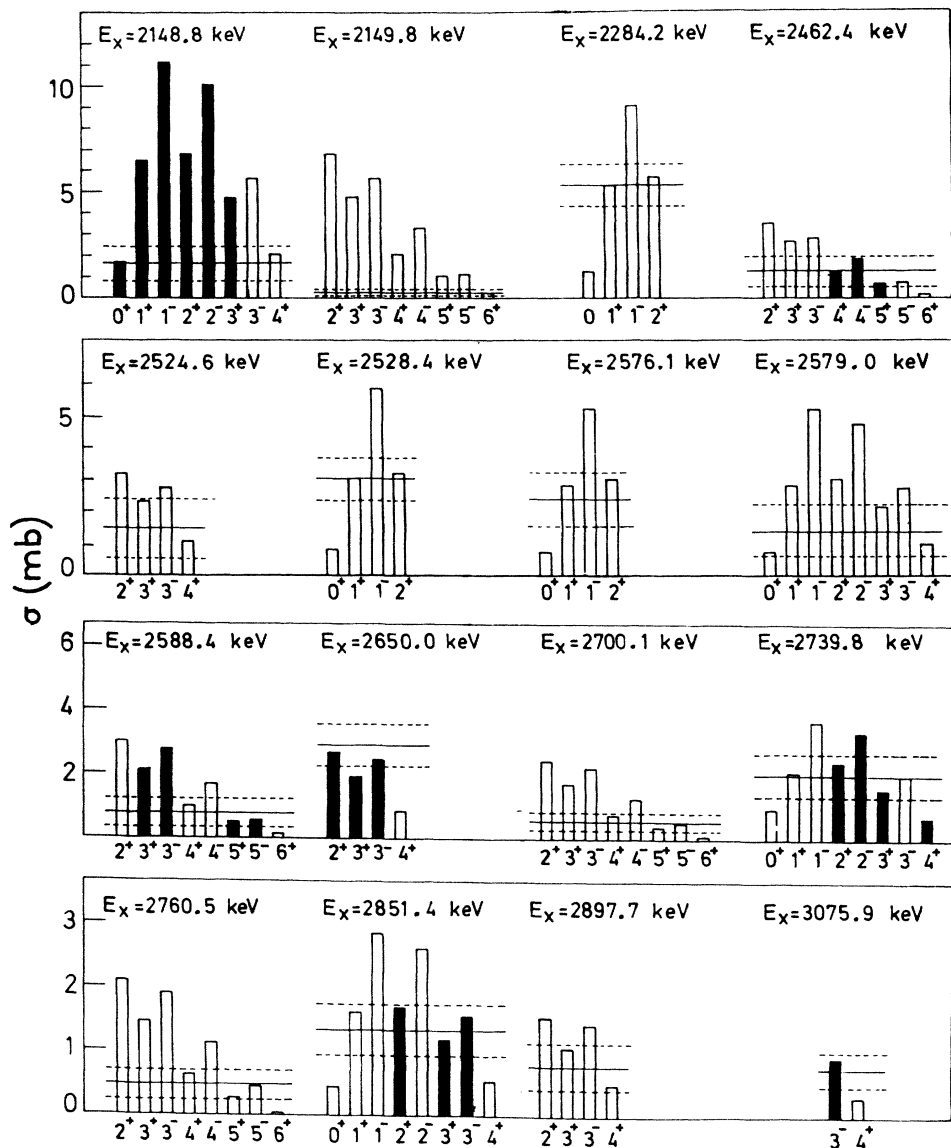 E_x=2148.8 keV E_x=2149.8 keV E_x=2284.2 keV E_x=2462.4 keV
10
5
0
0⁺ 1⁺ 1⁻ 2⁺ 2⁻ 3⁺ 3⁻ 4⁺ 2⁺ 3⁺ 3⁻ 4⁺ 4⁻ 5⁺ 5⁻ 6⁺ 0 1⁺ 1⁻ 2⁺ 2⁺ 3⁺ 3⁻ 4⁺ 4⁻ 5⁺ 5⁻ 6⁺
E_x=2524.6 keV E_x=2528.4 keV E_x=2576.1 keV E_x=2579.0 keV
5
0
2⁺ 3⁺ 3⁻ 4⁺ 0⁺ 1⁺ 1⁻ 2⁺ 0⁺ 1⁺ 1⁻ 2⁺ 0⁺ 1⁺ 1⁻ 2⁺ 2⁻ 3⁺ 3⁻ 4⁺
σ (mb)
E_x=2588.4 keV E_x=2650.0 keV E_x=2700.1 keV E_x=2739.8 keV
6
4
2
2⁺ 3⁺ 3⁻ 4⁺ 4⁻ 5⁺ 5⁻ 6⁺ 2⁺ 3⁺ 3⁻ 4⁺ 2⁺ 3⁺ 3⁻ 4⁺ 4⁻ 5⁺ 5⁻ 6⁺ 0⁺ 1⁺ 1⁻ 2⁺ 2⁻ 3⁺ 3⁻ 4⁺
E_x=2760.5 keV E_x=2851.4 keV E_x=2897.7 keV E_x=3075.9 keV
3
2
1
0
2⁺ 3⁺ 3⁻ 4⁺ 4⁻ 5⁺ 5⁻ 6⁺ 0⁺ 1⁺ 1⁻ 2⁺ 2⁻ 3⁺ 3⁻ 4⁺ 2⁺ 3⁺ 3⁻ 4⁺ 3⁻ 4⁺